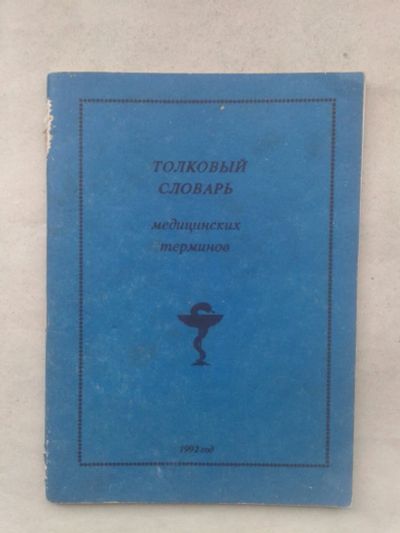 ТОЛКОВЫЙ
СЛОВАРЬ
медицинских
терминов
1992 год